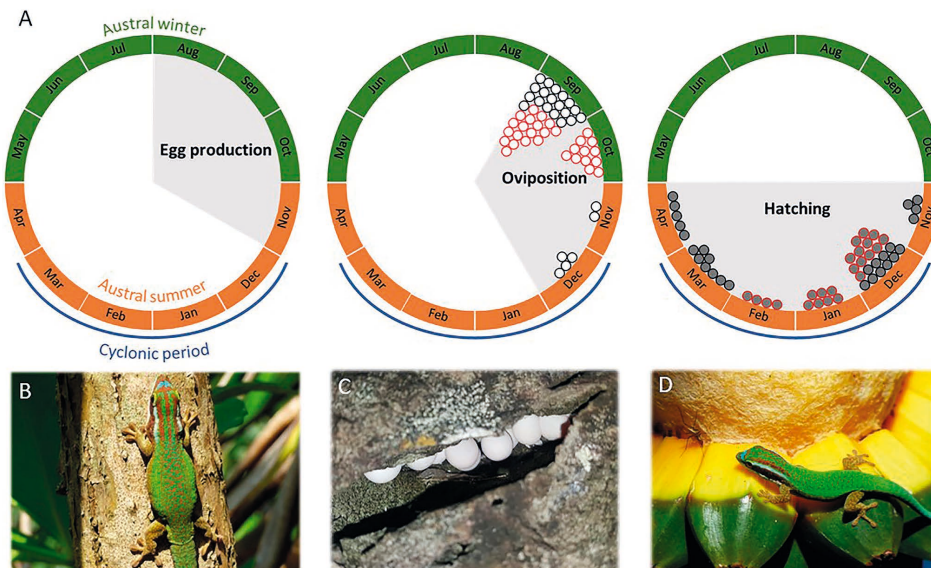 A
Austral winter
Jul
Aug
Jun
Sep
May
Oct
Egg production
Apr
Nov
Mar
Dec
Austral summer
Feb
Jan
Cyclonic period
Jul
Aug
Jun
Sep
May
Oct
Oviposition
Apr
Nov
Mar
Dec
Feb
Jan
Jul
Aug
Jun
Sep
May
Oct
Hatching
Apr
Nov
Mar
Dec
Feb
Jan
B
C
D